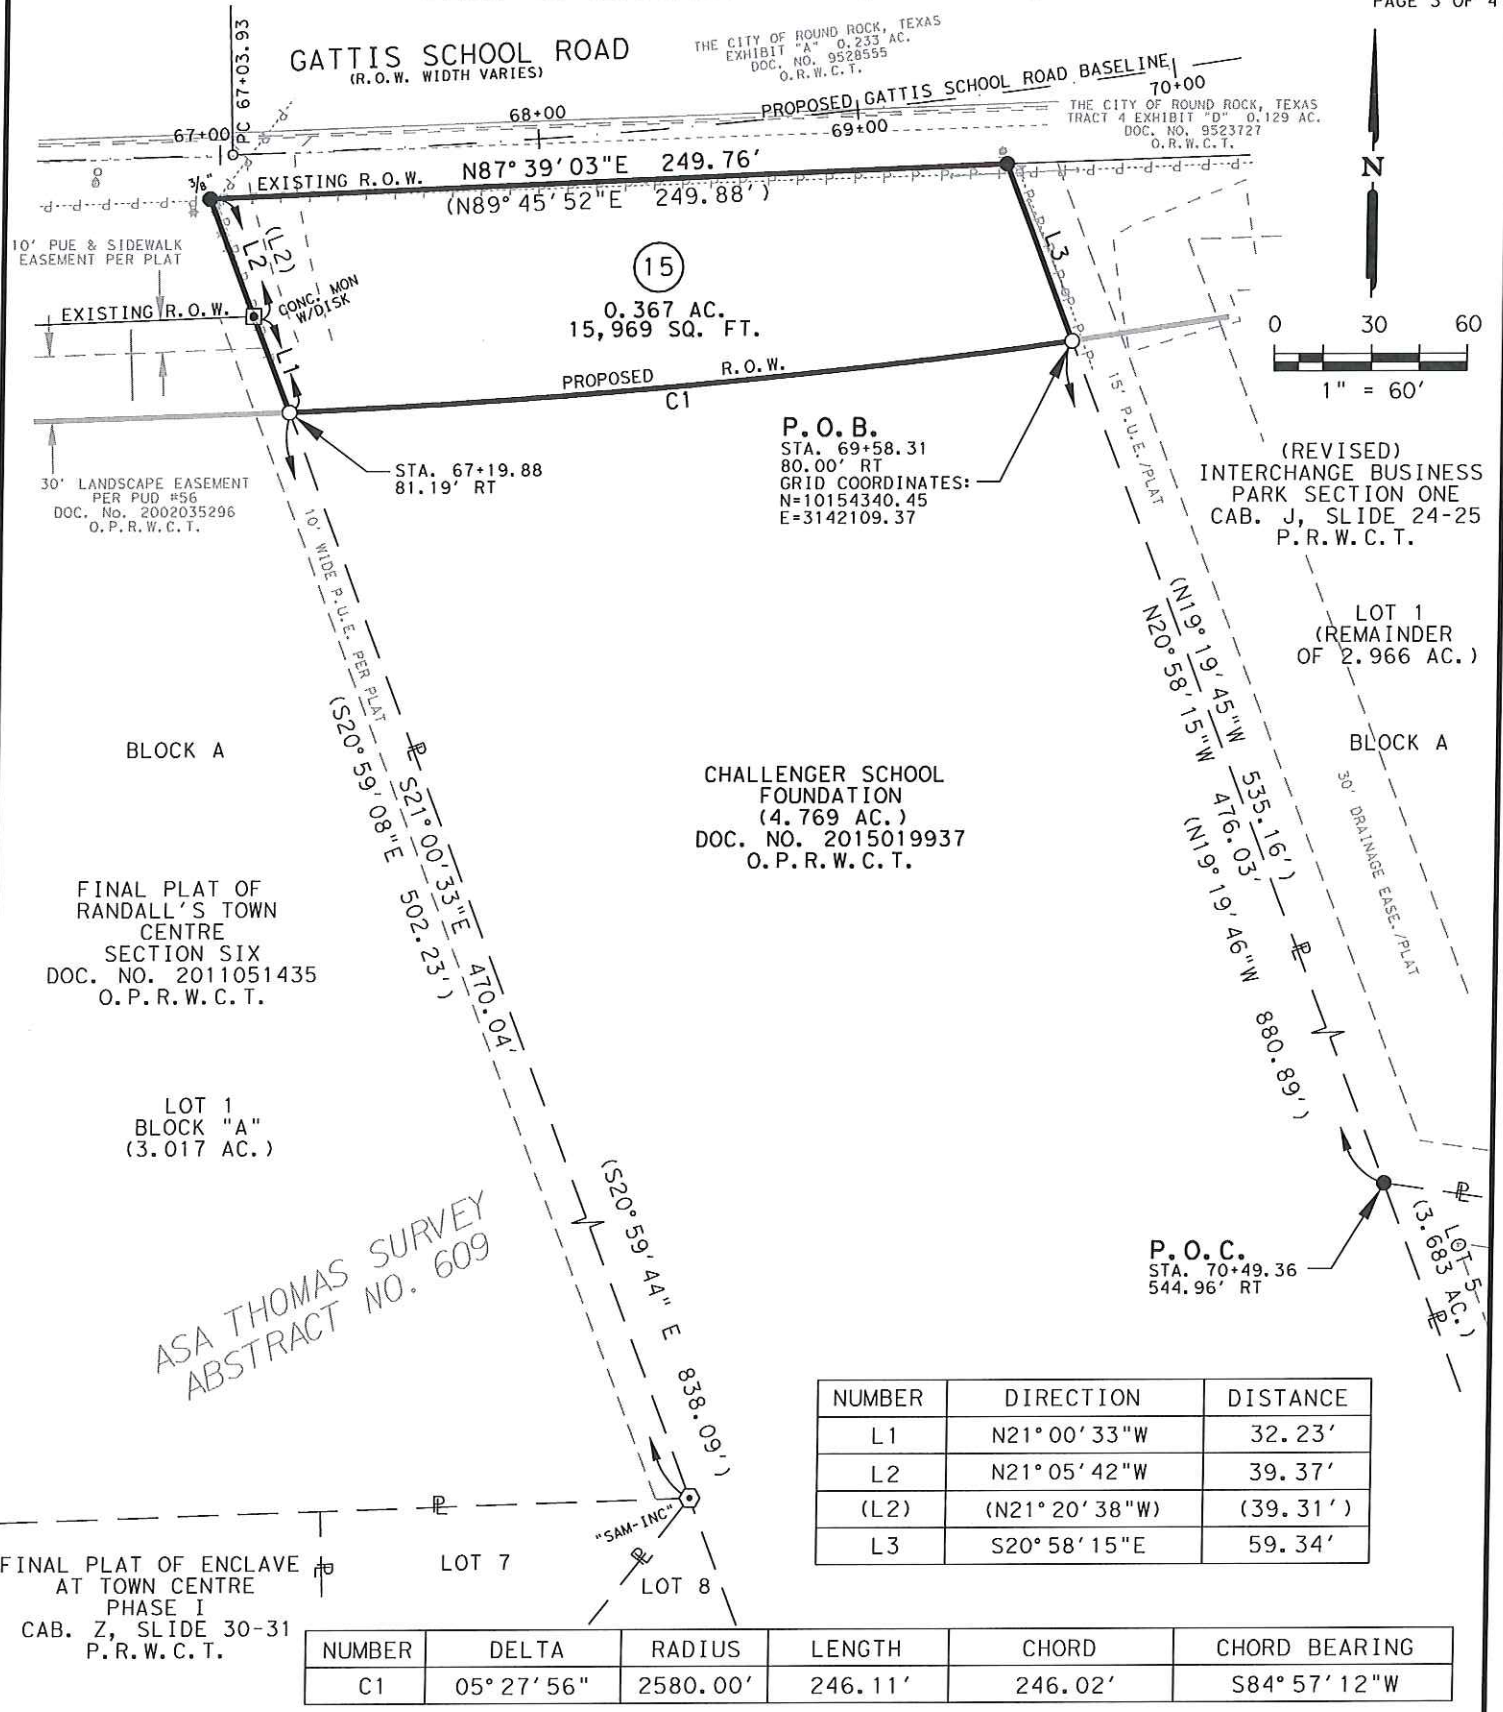 PAGE 3 OF 4
PC 67+03.93
GATTIS SCHOOL ROAD
(R.O.W. WIDTH VARIES)
THE CITY OF ROUND ROCK, TEXAS
EXHIBIT "A" 0.233 AC.
DOC. NO. 9528555
O.R.W.C.T.
PROPOSED GATTIS SCHOOL ROAD BASELINE
67+00
68+00
69+00
70+00
THE CITY OF ROUND ROCK, TEXAS
TRACT 4 EXHIBIT "D" 0.129 AC.
DOC. NO. 9523727
O.R.W.C.T.
N
3/8"
EXISTING R.O.W.
N87°39'03"E 249.76'
(N89°45'52"E 249.88')
10' PUE & SIDEWALK
EASEMENT PER PLAT
L2
(L2)
L3
15
0.367 AC.
15,969 SQ. FT.
CONC. MON
W/DISK
EXISTING R.O.W.
L1
PROPOSED R.O.W.
C1
0 30 60
1" = 60'
P.O.B.
STA. 69+58.31
80.00' RT
GRID COORDINATES:
N=10154340.45
E=3142109.37
STA. 67+19.88
81.19' RT
30' LANDSCAPE EASEMENT
PER PUD #56
DOC. No. 2002035296
O.P.R.W.C.T.
15' P.U.E./PLAT
(REVISED)
INTERCHANGE BUSINESS
PARK SECTION ONE
CAB. J, SLIDE 24-25
P.R.W.C.T.
10' WIDE P.U.E. PER PLAT
(N19°19'45"W 535.16')
N20°58'15"W 476.03'
(N19°19'46"W 880.89')
LOT 1
(REMAINDER
OF 2.966 AC.)
BLOCK A
30' DRAINAGE EASE./PLAT
BLOCK A
S21°00'33"E 470.04'
(S20°59'08"E 502.23')
CHALLENGER SCHOOL
FOUNDATION
(4.769 AC.)
DOC. NO. 2015019937
O.P.R.W.C.T.
FINAL PLAT OF
RANDALL'S TOWN
CENTRE
SECTION SIX
DOC. NO. 2011051435
O.P.R.W.C.T.
LOT 1
BLOCK "A"
(3.017 AC.)
ASA THOMAS SURVEY
ABSTRACT NO. 609
(S20°59'44" E 838.09')
P.O.C.
STA. 70+49.36
544.96' RT
LOT 5
(3.683 AC.)
NUMBER DIRECTION DISTANCE
L1 N21°00'33"W 32.23'
L2 N21°05'42"W 39.37'
(L2) (N21°20'38"W) (39.31')
L3 S20°58'15"E 59.34'
"SAM-INC"
LOT 7
LOT 8
FINAL PLAT OF ENCLAVE
AT TOWN CENTRE
PHASE I
CAB. Z, SLIDE 30-31
P.R.W.C.T.
NUMBER DELTA RADIUS LENGTH CHORD CHORD BEARING
C1 05°27'56" 2580.00' 246.11' 246.02' S84°57'12"W